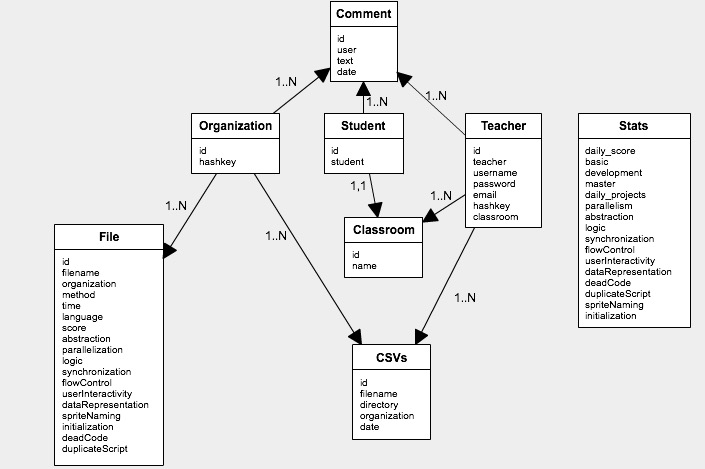 Comment
id
user
text
date
1..N
1..N
1..N
Organization
id
hashkey
Student
id
student
Teacher
id
teacher
username
password
email
hashkey
classroom
Stats
daily_score
basic
development
master
daily_projects
parallelism
abstraction
logic
synchronization
flowControl
userInteractivity
dataRepresentation
deadCode
duplicateScript
spriteNaming
initialization
1..N
1,1
1..N
1..N
1..N
Classroom
id
name
File
id
filename
organization
method
time
language
score
abstraction
parallelization
logic
synchronization
flowControl
userInteractivity
dataRepresentation
spriteNaming
initialization
deadCode
duplicateScript
CSVs
id
filename
directory
organization
date